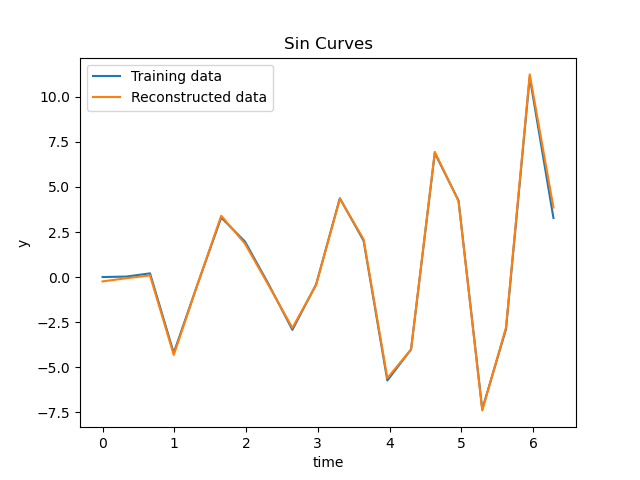 Sin Curves
Training data
Reconstructed data
10.0
7.5
5.0
2.5
0.0
−2.5
−5.0
−7.5
y
0 1 2 3 4 5 6
time